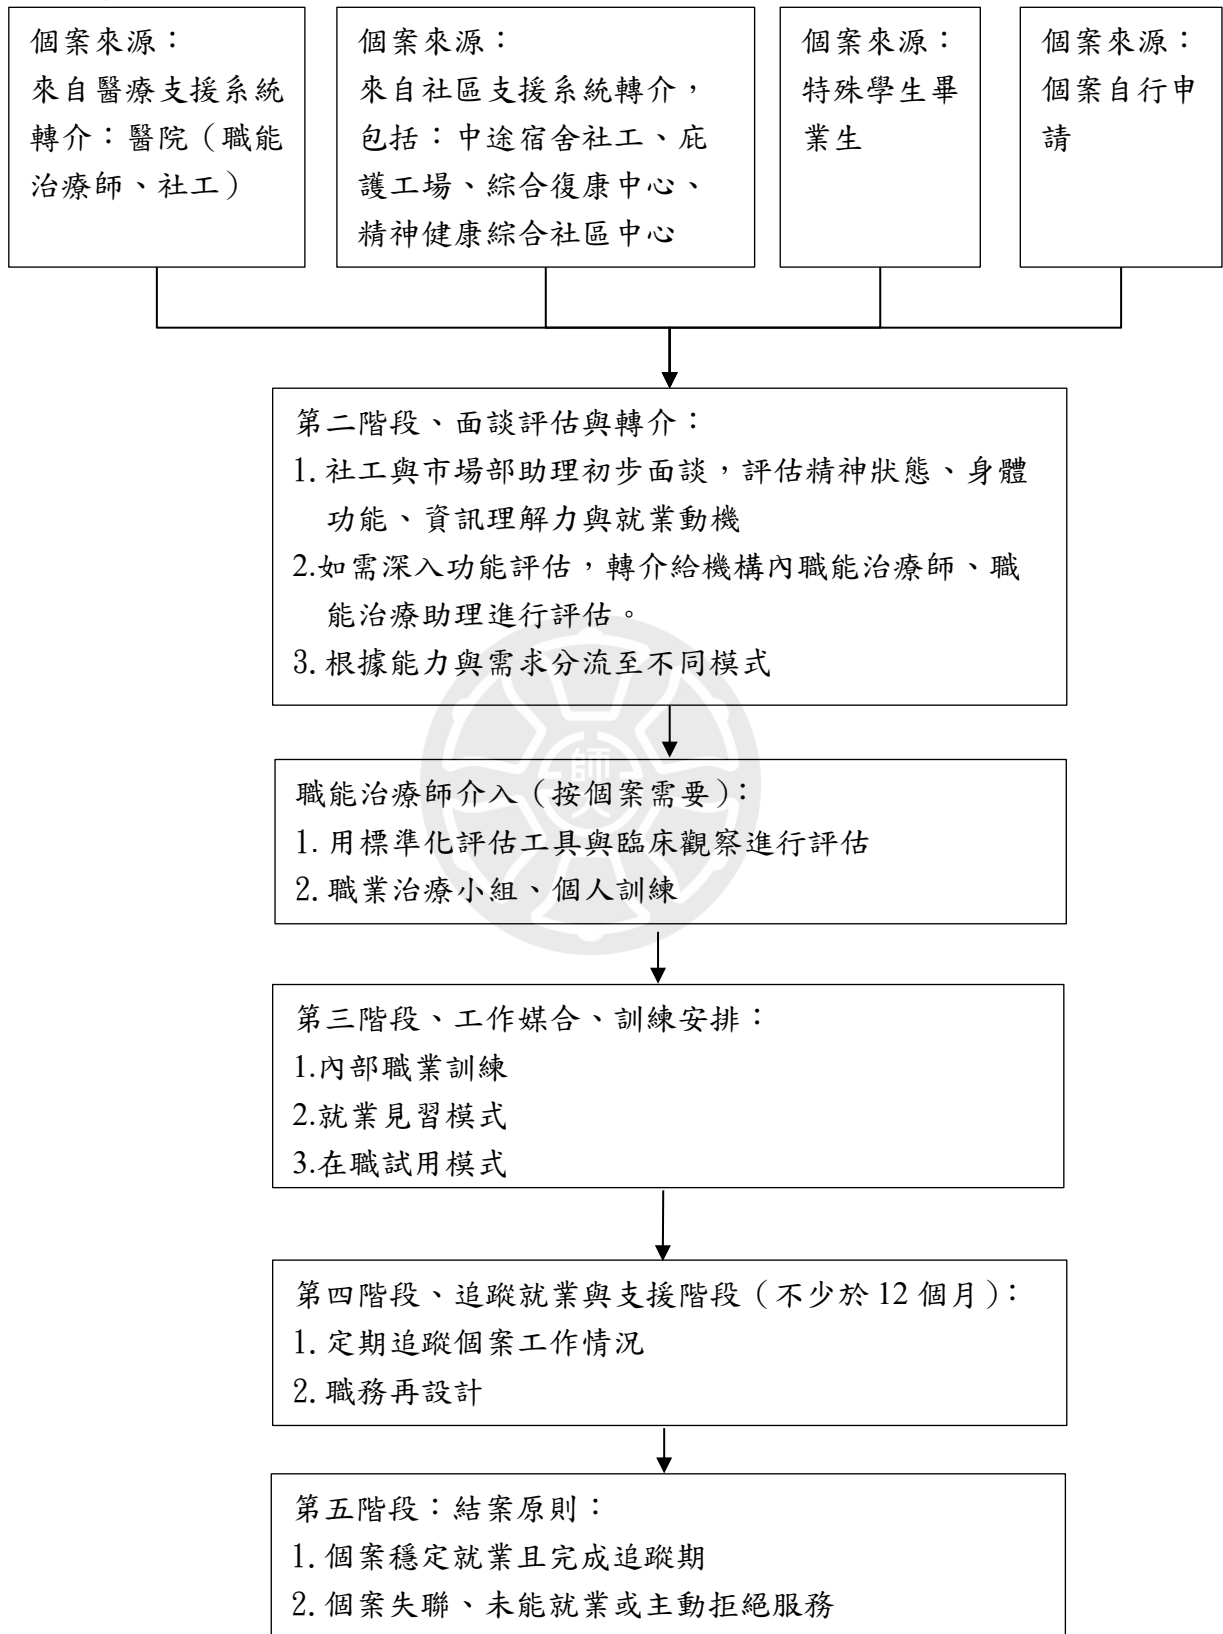 個案來源：
來自醫療支援系統
轉介：醫院（職能
治療師、社工）
個案來源：
來自社區支援系統轉介，
包括：中途宿舍社工、庇
護工場、綜合復康中心、
精神健康綜合社區中心
個案來源：
特殊學生畢
業生
個案來源：
個案自行申
請
第二階段、面談評估與轉介：
1.社工與市場部助理初步面談，評估精神狀態、身體
功能、資訊理解力與就業動機
2.如需深入功能評估，轉介給機構內職能治療師、職
能治療助理進行評估。
3.根據能力與需求分流至不同模式
職能治療師介入（按個案需要）：
1.用標準化評估工具與臨床觀察進行評估
2.職業治療小組、個人訓練
第三階段、工作媒合、訓練安排：
1.內部職業訓練
2.就業見習模式
3.在職試用模式
第四階段、追蹤就業與支援階段（不少於 12 個月）：
1.定期追蹤個案工作情況
2.職務再設計
第五階段：結案原則：
1.個案穩定就業且完成追蹤期
2.個案失聯、未能就業或主動拒絕服務
師大